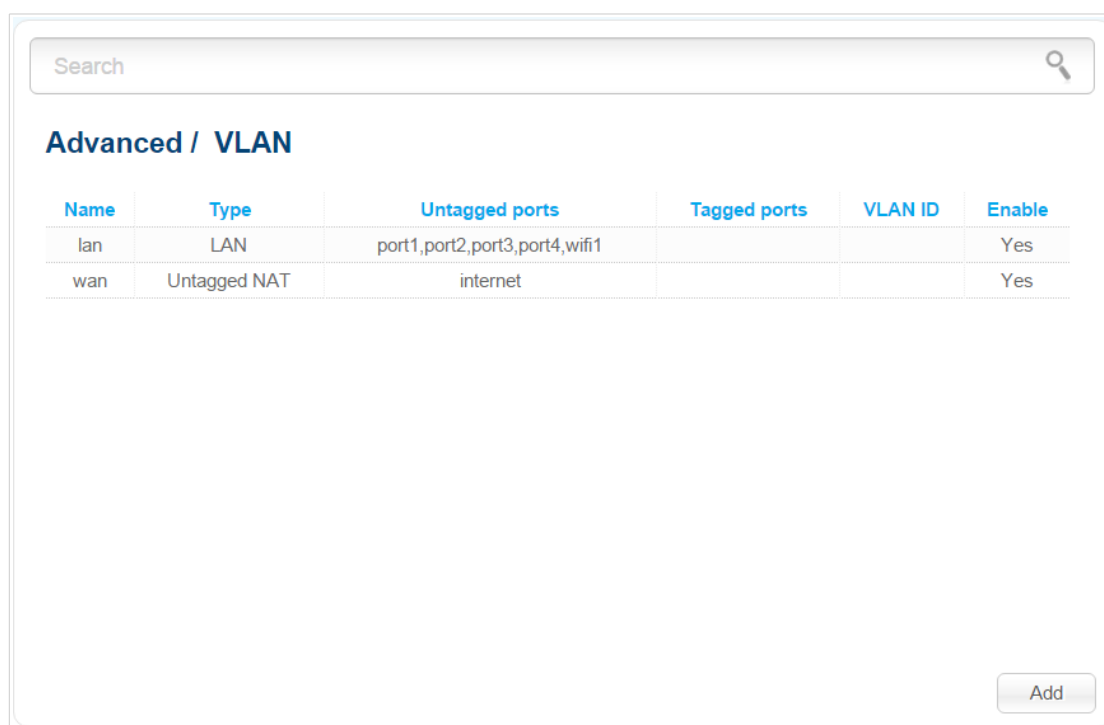 Search
Advanced / VLAN
Name Type Untagged ports Tagged ports VLAN ID Enable
lan LAN port1,port2,port3,port4,wifi1 Yes
wan Untagged NAT internet Yes
Add